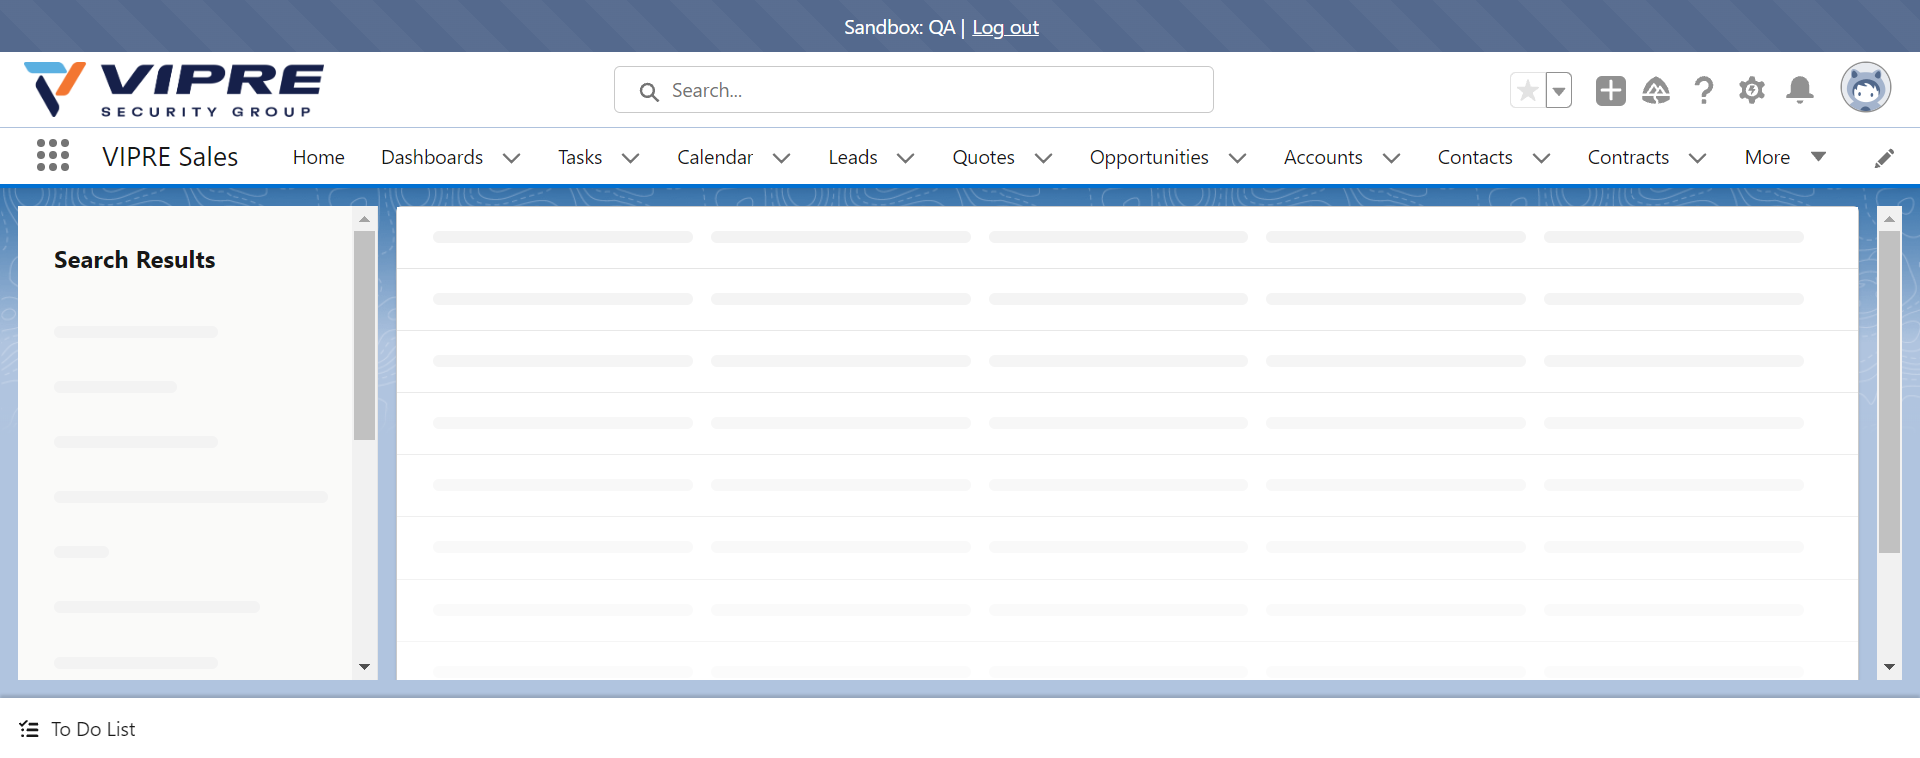 Sandbox: QA | Log out
VIPRE
SECURITY GROUP
Search...
VIPRE Sales
Home
Dashboards
Tasks
Calendar
Leads
Quotes
Opportunities
Accounts
Contacts
Contracts
More
Search Results
To Do List